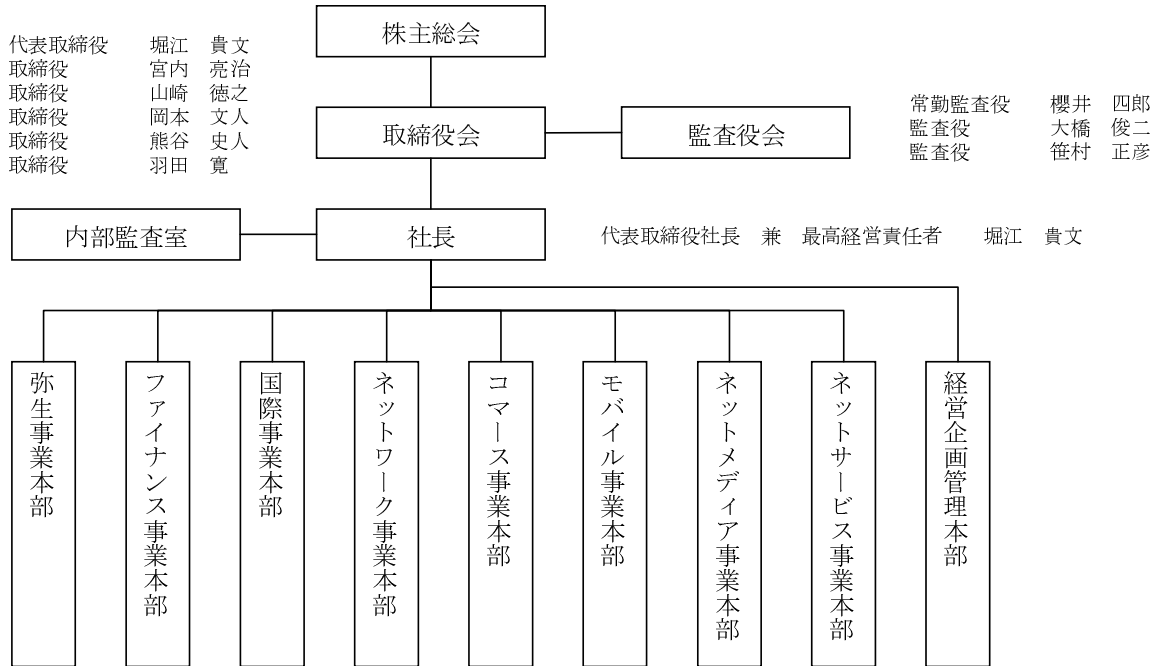 株主総会
代表取締役 堀江 貴文
取締役 宮内 亮治
取締役 山崎 徳之
取締役 岡本 文人
取締役 熊谷 史人
取締役 羽田 寛
取締役会
監査役会
常勤監査役 櫻井 四郎
監査役 大橋 俊二
監査役 笹村 正彦
内部監査室
社長
代表取締役社長 兼 最高経営責任者 堀江 貴文
弥生事業本部
ファイナンス事業本部
国際事業本部
ネットワーク事業本部
コマース事業本部
モバイル事業本部
ネットメディア事業本部
ネットサービス事業本部
経営企画管理本部